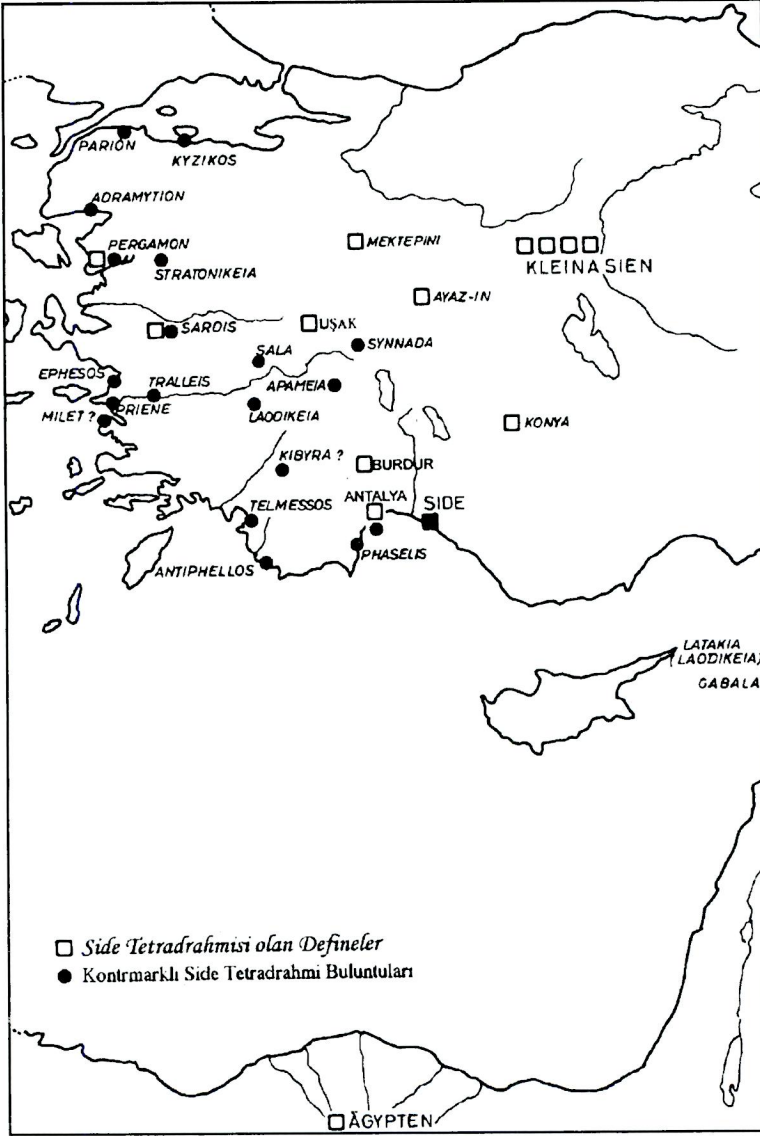 PARION
KYZIKOS
ADRAMYTION
PERGAMON
STRATONIKEIA
MEKTEPINI
KLEINASIEN
AYAZ-IN
SARDIS
UŞAK
SALA
SYNNADA
EPHESOS
TRALLEIS
APAMEIA
MILET ?
PRIENE
LAODIKEIA
KONYA
KIBYRA ?
BURDUR
TELMESSOS
ANTALYA
SIDE
ANTIPHELLOS
PHASELIS
LATAKIA
(LAODIKEIA)
GABALA
Side Tetradrahmisi olan Defineler
Kontrmarklı Side Tetradrahmi Buluntuları
ÄGYPTEN